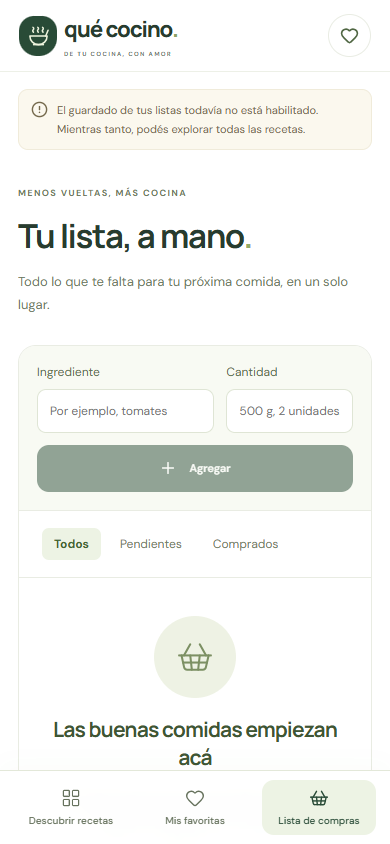 qué cocino.
DE TU COCINA, CON AMOR
El guardado de tus listas todavía no está habilitado.
Mientras tanto, podés explorar todas las recetas.
MENOS VUELTAS, MÁS COCINA
Tu lista, a mano.
Todo lo que te falta para tu próxima comida, en un solo
lugar.
Ingrediente
Cantidad
Por ejemplo, tomates
500 g, 2 unidades
Agregar
Todos
Pendientes
Comprados
Las buenas comidas empiezan
acá
Descubrir recetas
Mis favoritas
Lista de compras